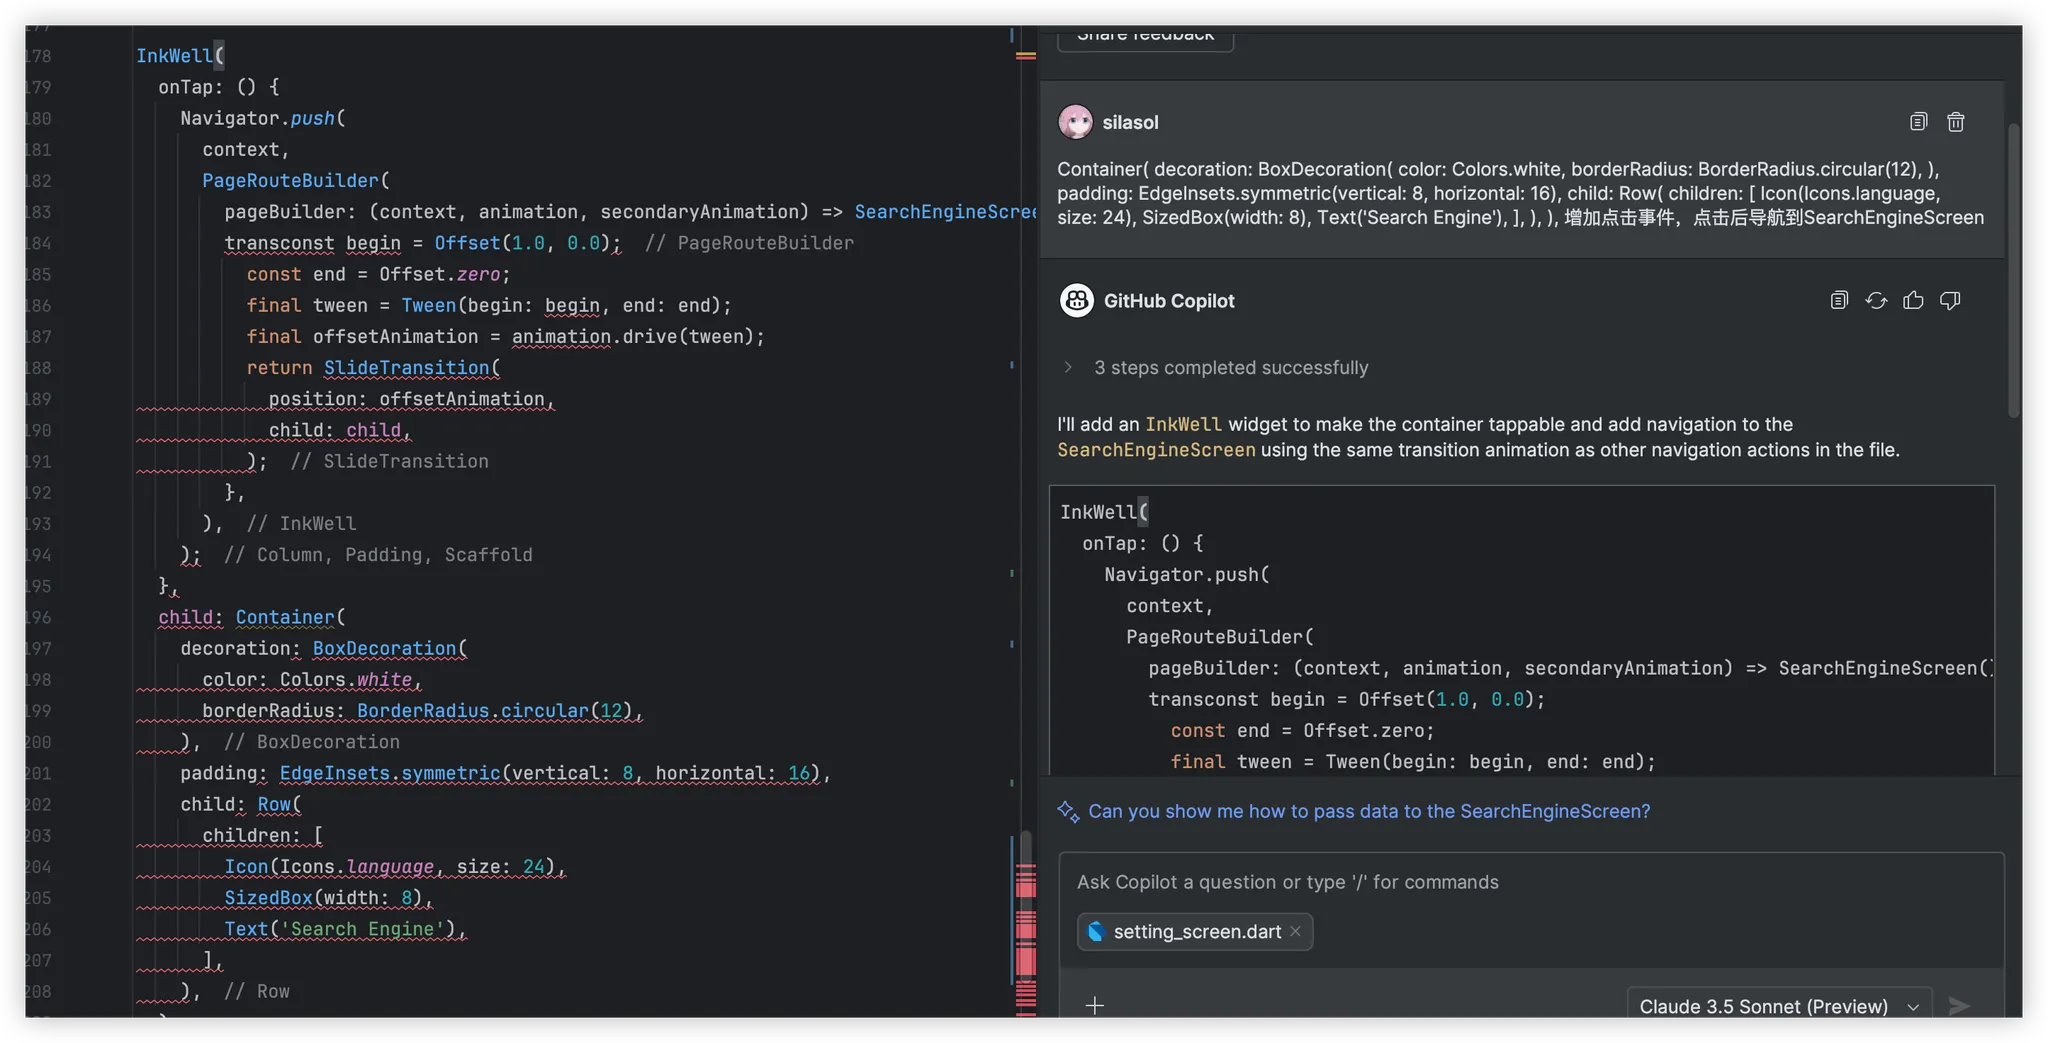 177
178 InkWell(
179 onTap: () {
180 Navigator.push(
181 context,
182 PageRouteBuilder(
183 pageBuilder: (context, animation, secondaryAnimation) => SearchEngineScree
184 transconst begin = Offset(1.0, 0.0); // PageRouteBuilder
185 const end = Offset.zero;
186 final tween = Tween(begin: begin, end: end);
187 final offsetAnimation = animation.drive(tween);
188 return SlideTransition(
189 position: offsetAnimation,
190 child: child,
191 ); // SlideTransition
192 },
193 ), // InkWell
194 ); // Column, Padding, Scaffold
195 },
196 child: Container(
197 decoration: BoxDecoration(
198 color: Colors.white,
199 borderRadius: BorderRadius.circular(12),
200 ), // BoxDecoration
201 padding: EdgeInsets.symmetric(vertical: 8, horizontal: 16),
202 child: Row(
203 children: [
204 Icon(Icons.language, size: 24),
205 SizedBox(width: 8),
206 Text('Search Engine'),
207 ],
208 ), // Row
Share feedback
silasol
Container( decoration: BoxDecoration( color: Colors.white, borderRadius: BorderRadius.circular(12), ),
padding: EdgeInsets.symmetric(vertical: 8, horizontal: 16), child: Row( children: [ Icon(Icons.language,
size: 24), SizedBox(width: 8), Text('Search Engine'), ], ), ), 增加点击事件，点击后导航到SearchEngineScreen
GitHub Copilot
3 steps completed successfully
I'll add an InkWell widget to make the container tappable and add navigation to the
SearchEngineScreen using the same transition animation as other navigation actions in the file.
InkWell(
onTap: () {
Navigator.push(
context,
PageRouteBuilder(
pageBuilder: (context, animation, secondaryAnimation) => SearchEngineScreen()
transconst begin = Offset(1.0, 0.0);
const end = Offset.zero;
final tween = Tween(begin: begin, end: end);
Can you show me how to pass data to the SearchEngineScreen?
Ask Copilot a question or type '/' for commands
setting_screen.dart ×
+
Claude 3.5 Sonnet (Preview)